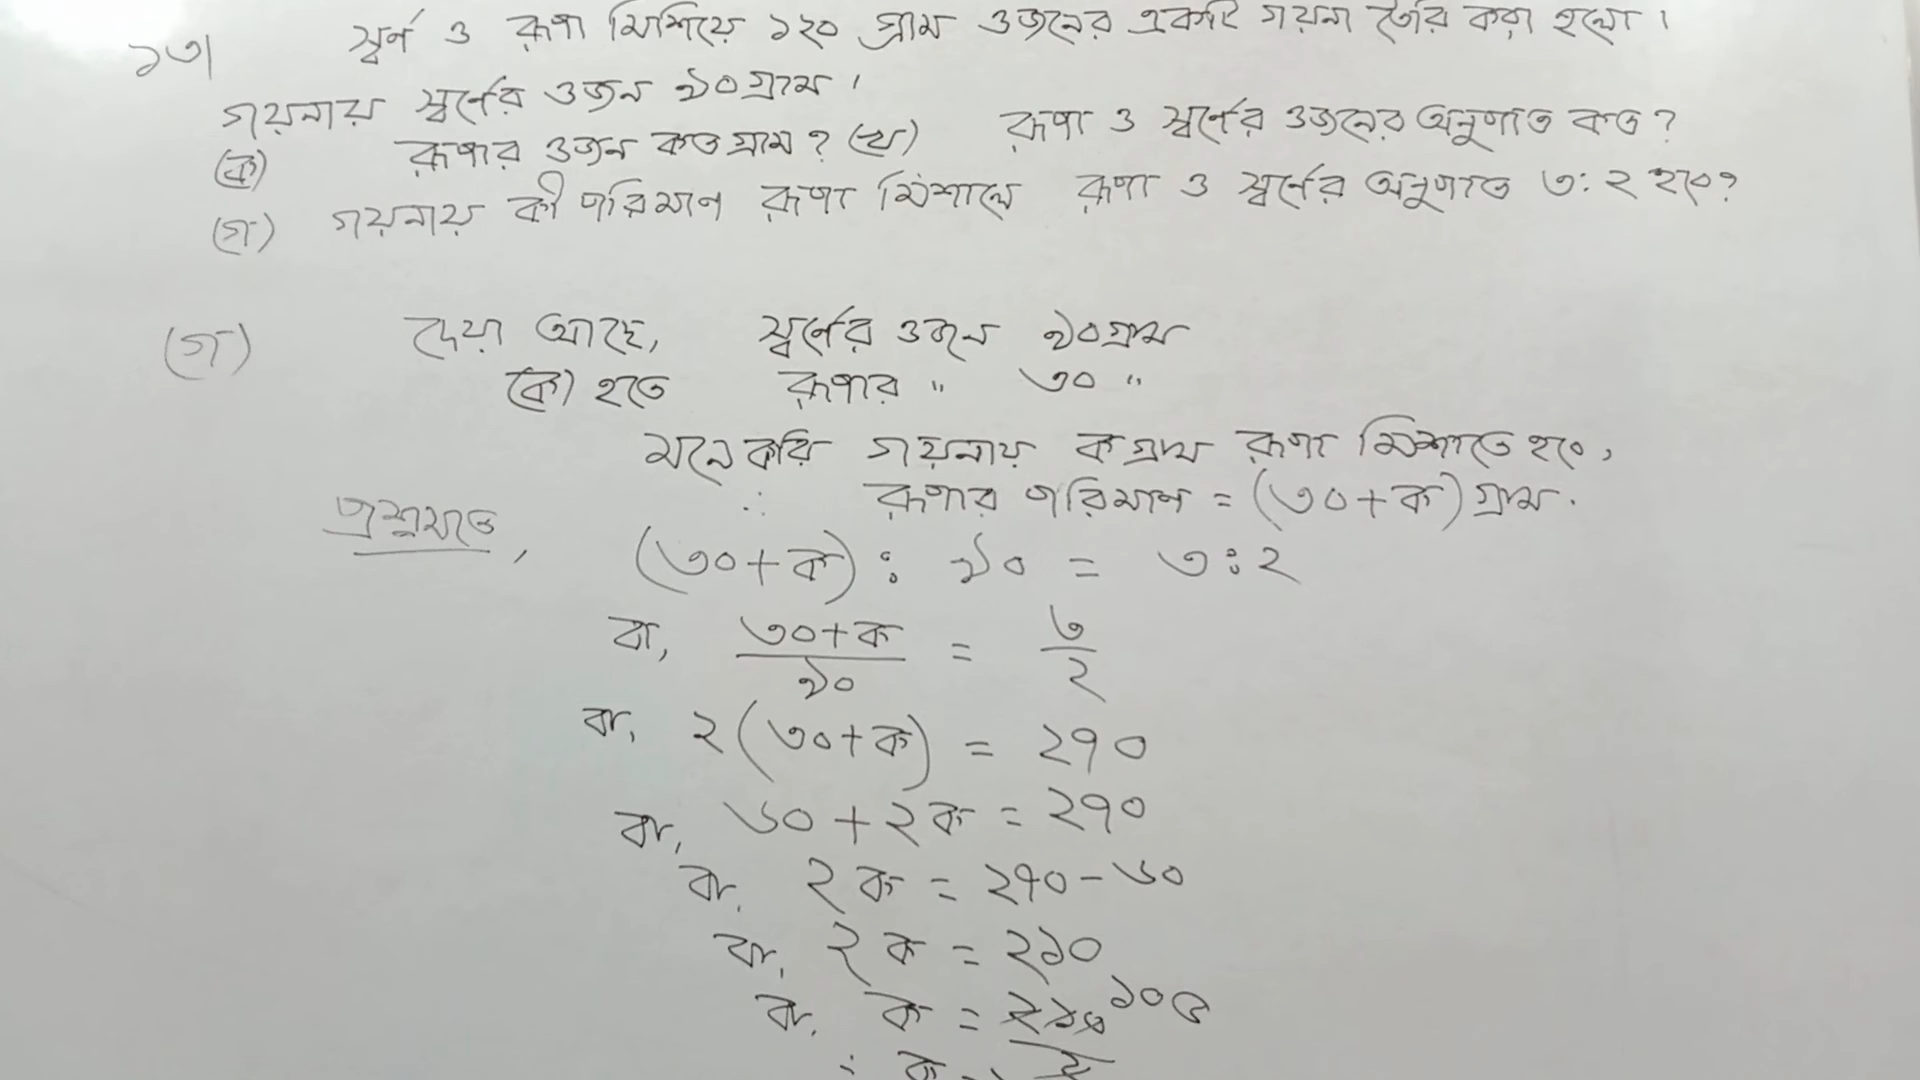 ১৩। স্বর্ণ ও রূপা মিশিয়ে ১২০ গ্রাম ওজনের একটি গয়না তৈরি করা হলো।
গয়নায় স্বর্ণের ওজন ৯০ গ্রাম।
(ক) রূপার ওজন কত গ্রাম? (খ) রূপা ও স্বর্ণের ওজনের অনুপাত কত?
(গ) গয়নায় কী পরিমাণ রূপা মিশালে রূপা ও স্বর্ণের অনুপাত ৩:২ হবে?
(গ) দেয়া আছে, স্বর্ণের ওজন ৯০ গ্রাম
(ক) হতে রূপার " ৩০ "
মনেকরি গয়নায় ক গ্রাম রূপা মিশাতে হবে,
∴ রূপার পরিমাণ = (৩০+ক) গ্রাম.
প্রশ্নমতে, (৩০+ক) : ৯০ = ৩:২
বা, ৩০+ক/৯০ = ৩/২
বা, ২(৩০+ক) = ২৭০
বা, ৬০+২ক = ২৭০
বা, ২ক = ২৭০-৬০
বা, ২ক = ২১০
বা, ক = ২১০/২ ১০৫
∴ ক =